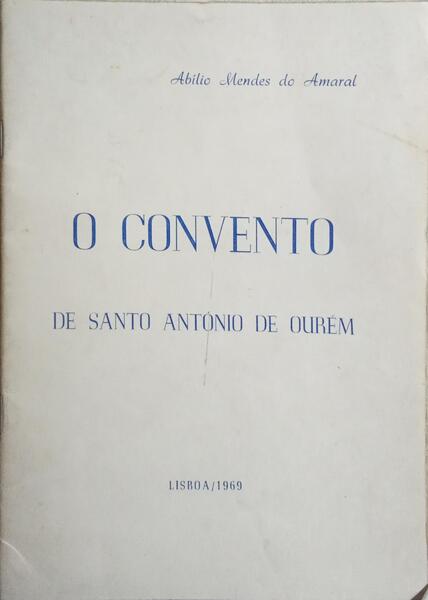 Abílio Mendes do Amaral
O CONVENTO
DE SANTO ANTÓNIO DE OURÉM
LISBOA/1969